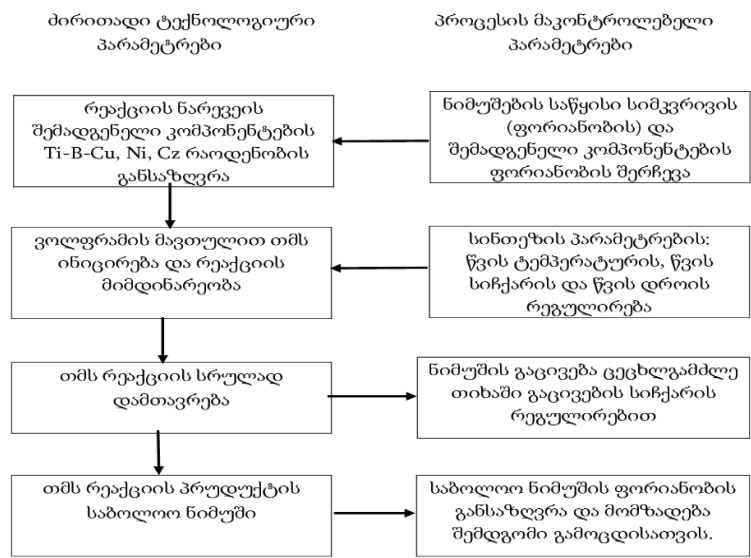 ძირითადი ტექნოლოგიური
პარამეტრები
პროცესის მაკონტროლებელი
პარამეტრები
რეაქციის ნარევეის
შემადგენელი კომპონენტების
Ti-B-Cu, Ni, Cz რაოდენობის
განსაზღვრა
ნიმუშების საწყისი სიმკვრივის
(ფორიანობის) და
შემადგენელი კომპონენტების
ფორიანობის შერჩევა
ვოლფრამის მავთულით თმს
ინიცირება და რეაქციის
მიმდინარეობა
სინთეზის პარამეტრების:
წვის ტემპერატურის, წვის
სიჩქარის და წვის დროის
რეგულირება
თმს რეაქციის სრულად
დამთავრება
ნიმუშის გაცივება ცეცხლგამძლე
თიხაში გაცივების სიჩქარის
რეგულირებით
თმს რეაქციის პრუდუქტის
საბოლოო ნიმუში
საბოლოო ნიმუშის ფორიანობის
განსაზღვრა და მომზადება
შემდგომი გამოცდისათვის.